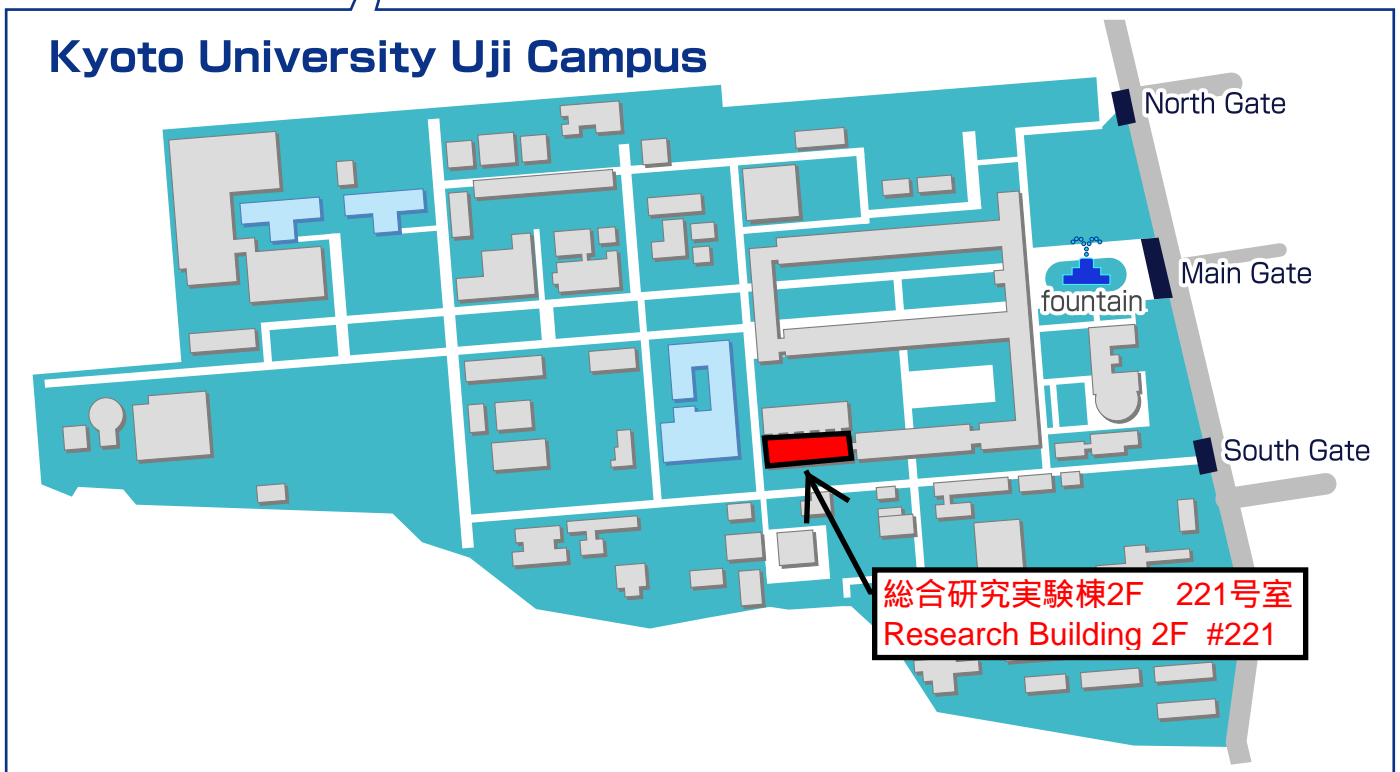 Kyoto University Uji Campus
North Gate
Main Gate
fountain
South Gate
総合研究実験棟2F　221号室
Research Building 2F #221